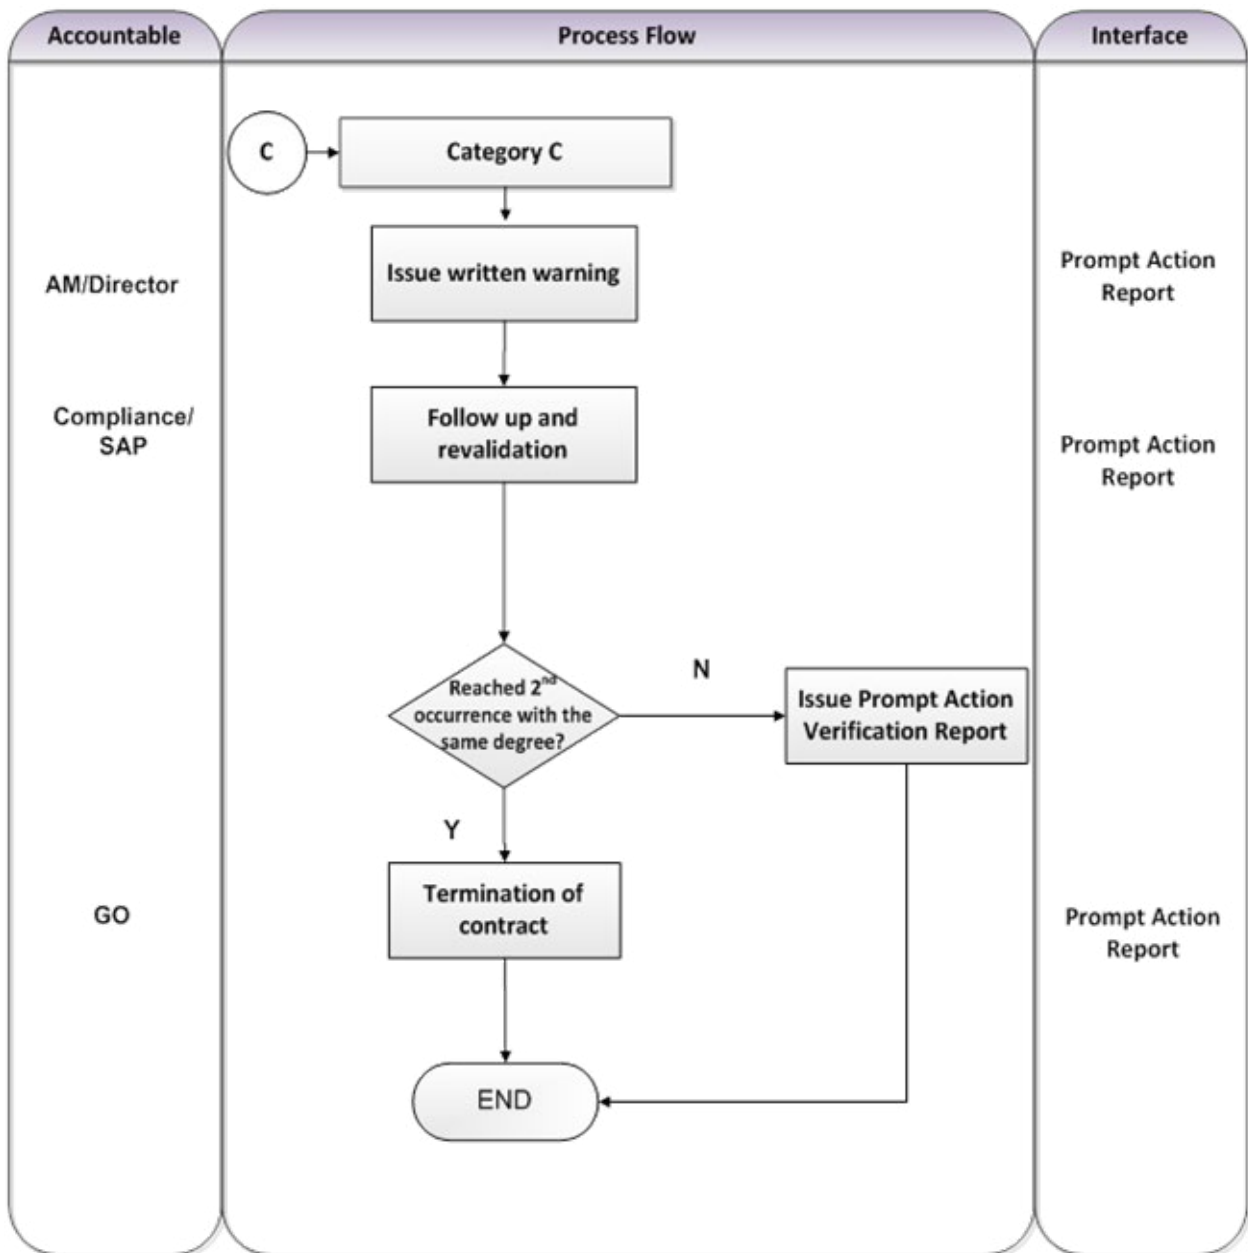 Accountable
Process Flow
Interface
C
Category C
AM/Director
Issue written warning
Prompt Action
Report
Compliance/
SAP
Follow up and
revalidation
Prompt Action
Report
Reached 2nd
occurrence with the
same degree?
N
Issue Prompt Action
Verification Report
Y
GO
Termination of
contract
Prompt Action
Report
END